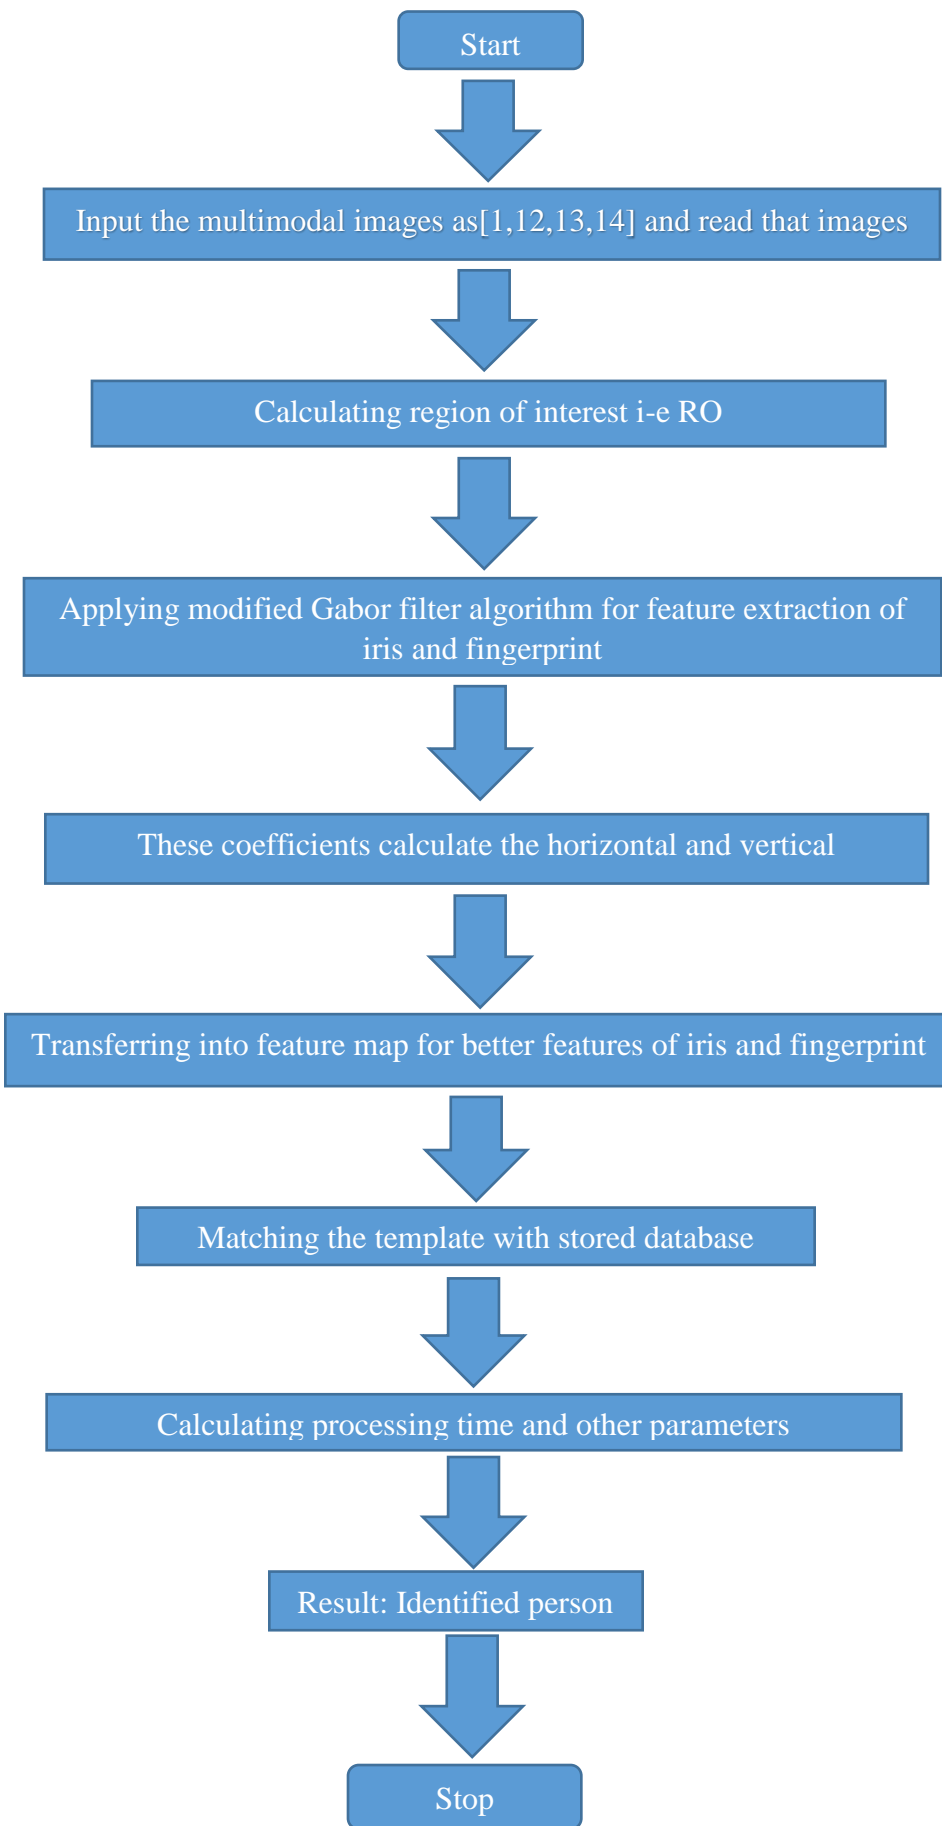 Start
Input the multimodal images as[1,12,13,14] and read that images
Calculating region of interest i-e RO
Applying modified Gabor filter algorithm for feature extraction of
iris and fingerprint
These coefficients calculate the horizontal and vertical
Transferring into feature map for better features of iris and fingerprint
Matching the template with stored database
Calculating processing time and other parameters
Result: Identified person
Stop